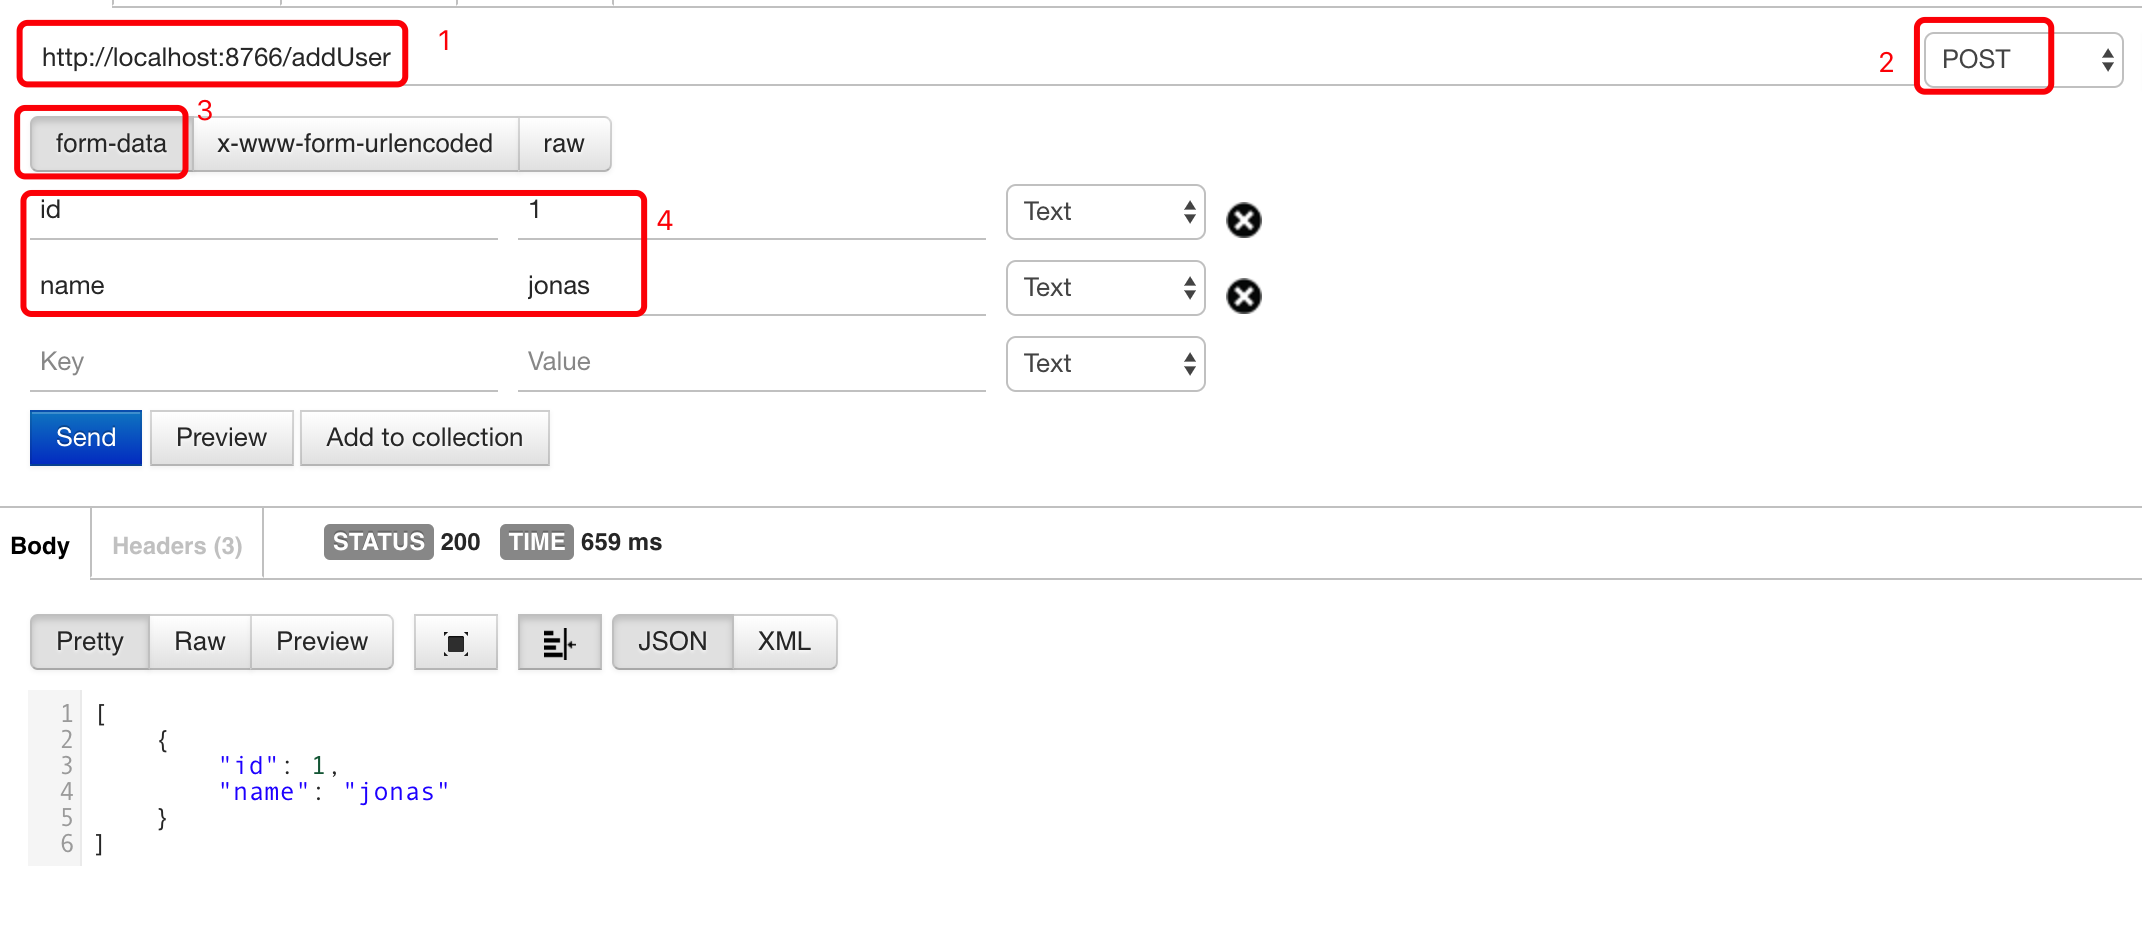 http://localhost:8766/addUser 1 2 POST
3
form-data x-www-form-urlencoded raw
id 1 4 Text
name jonas Text
Key Value Text
Send Preview Add to collection
Body Headers (3) STATUS 200 TIME 659 ms
Pretty Raw Preview JSON XML
1 [
2 {
3 "id": 1,
4 "name": "jonas"
5 }
6 ]